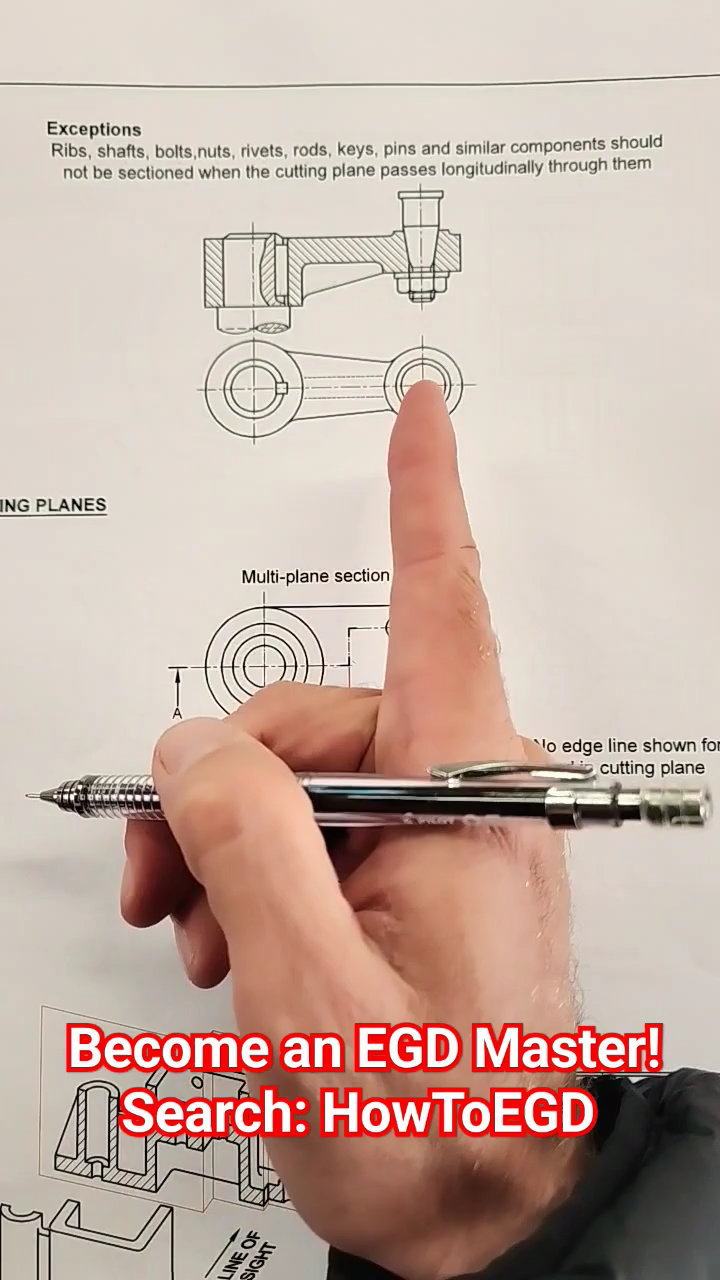 Exceptions
Ribs, shafts, bolts,nuts, rivets, rods, keys, pins and similar components should
not be sectioned when the cutting plane passes longitudinally through them
ING PLANES
Multi-plane section
A
No edge line shown for
cutting plane
Become an EGD Master!
Search: HowToEGD
LINE OF
SIGHT